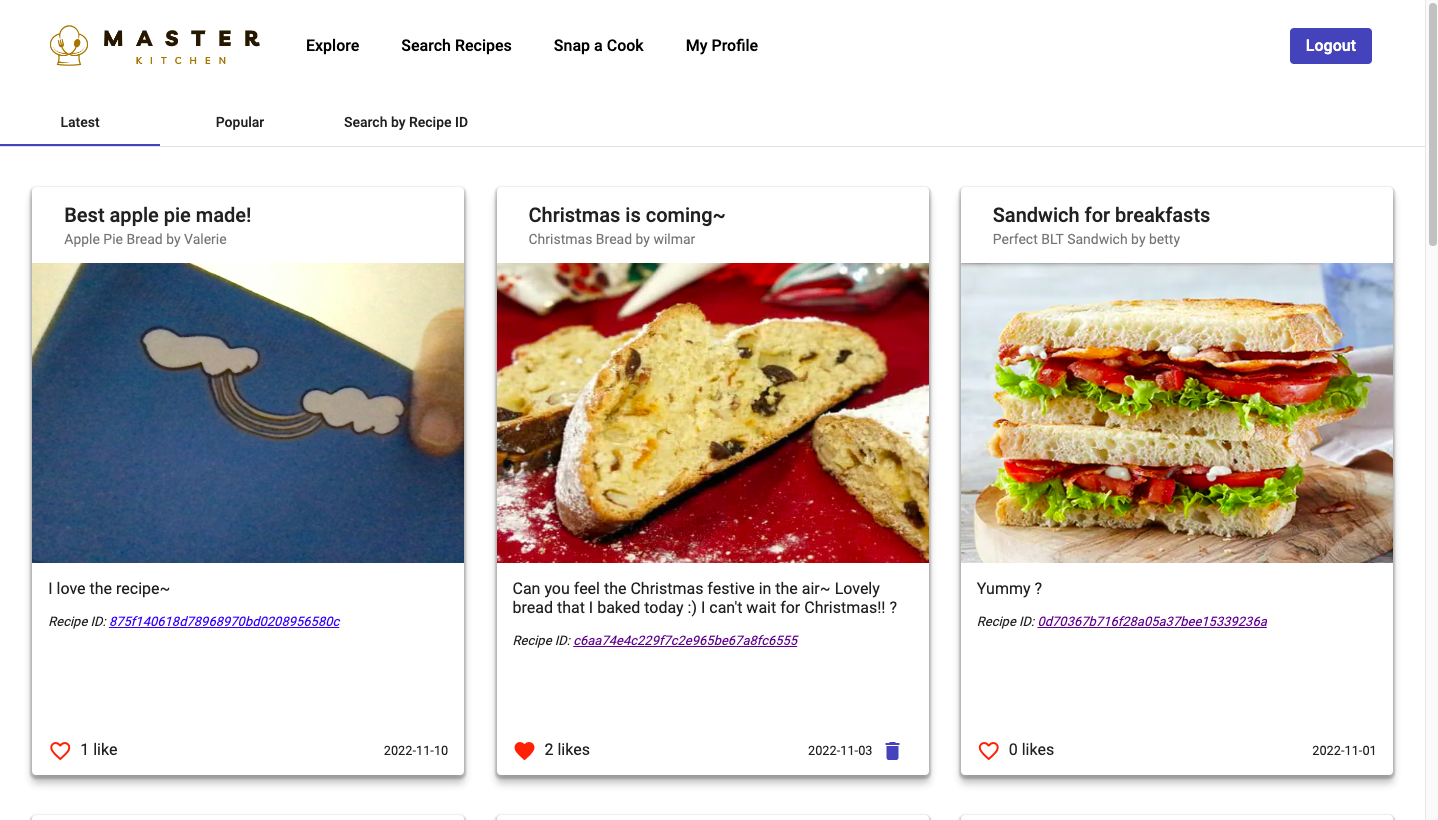 MASTER
KITCHEN
Explore
Search Recipes
Snap a Cook
My Profile
Logout
Latest
Popular
Search by Recipe ID
Best apple pie made!
Apple Pie Bread by Valerie
I love the recipe~
Recipe ID: 875f140618d78968970bd0208956580c
1 like
2022-11-10
Christmas is coming~
Christmas Bread by wilmar
Can you feel the Christmas festive in the air~ Lovely
bread that I baked today :) I can't wait for Christmas!! ?
Recipe ID: c6aa74e4c229f7c2e965be67a8fc6555
2 likes
2022-11-03
Sandwich for breakfasts
Perfect BLT Sandwich by betty
Yummy ?
Recipe ID: 0d70367b716f28a05a37bee15339236a
0 likes
2022-11-01